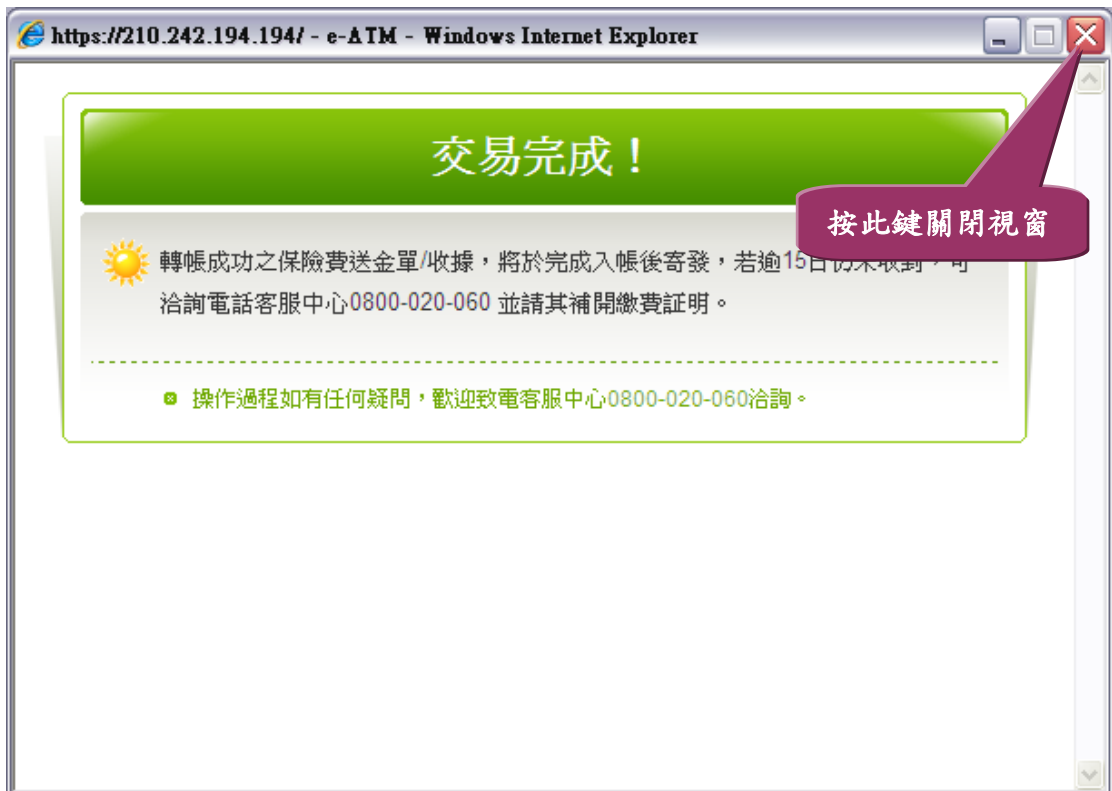 https://210.242.194.194/ - e-ATM - Windows Internet Explorer
交易完成！
按此鍵關閉視窗
轉帳成功之保險費送金單/收據，將於完成入帳後寄發，若逾15日
洽詢電話客服中心0800-020-060 並請其補開繳費証明。
操作過程如有任何疑問，歡迎致電客服中心0800-020-060洽詢。